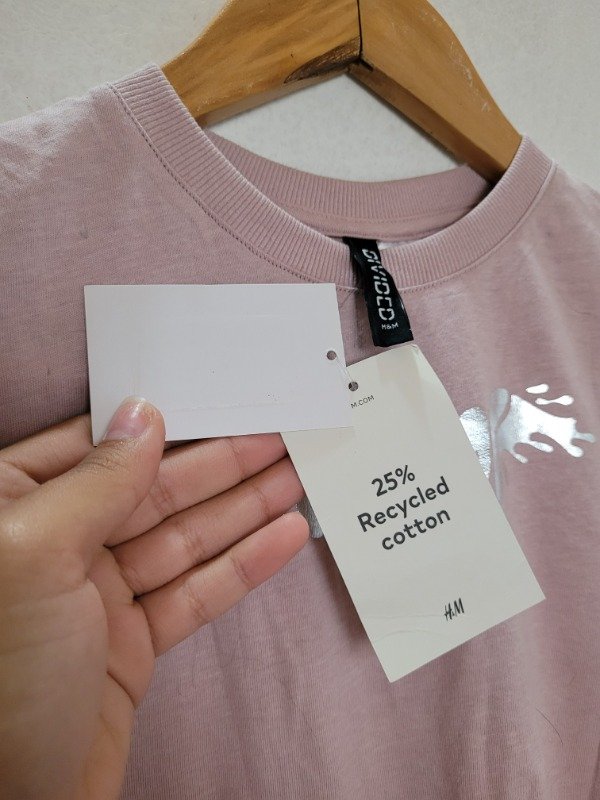 DIVIDED
H&M
M.COM
25%
Recycled
cotton
H&M